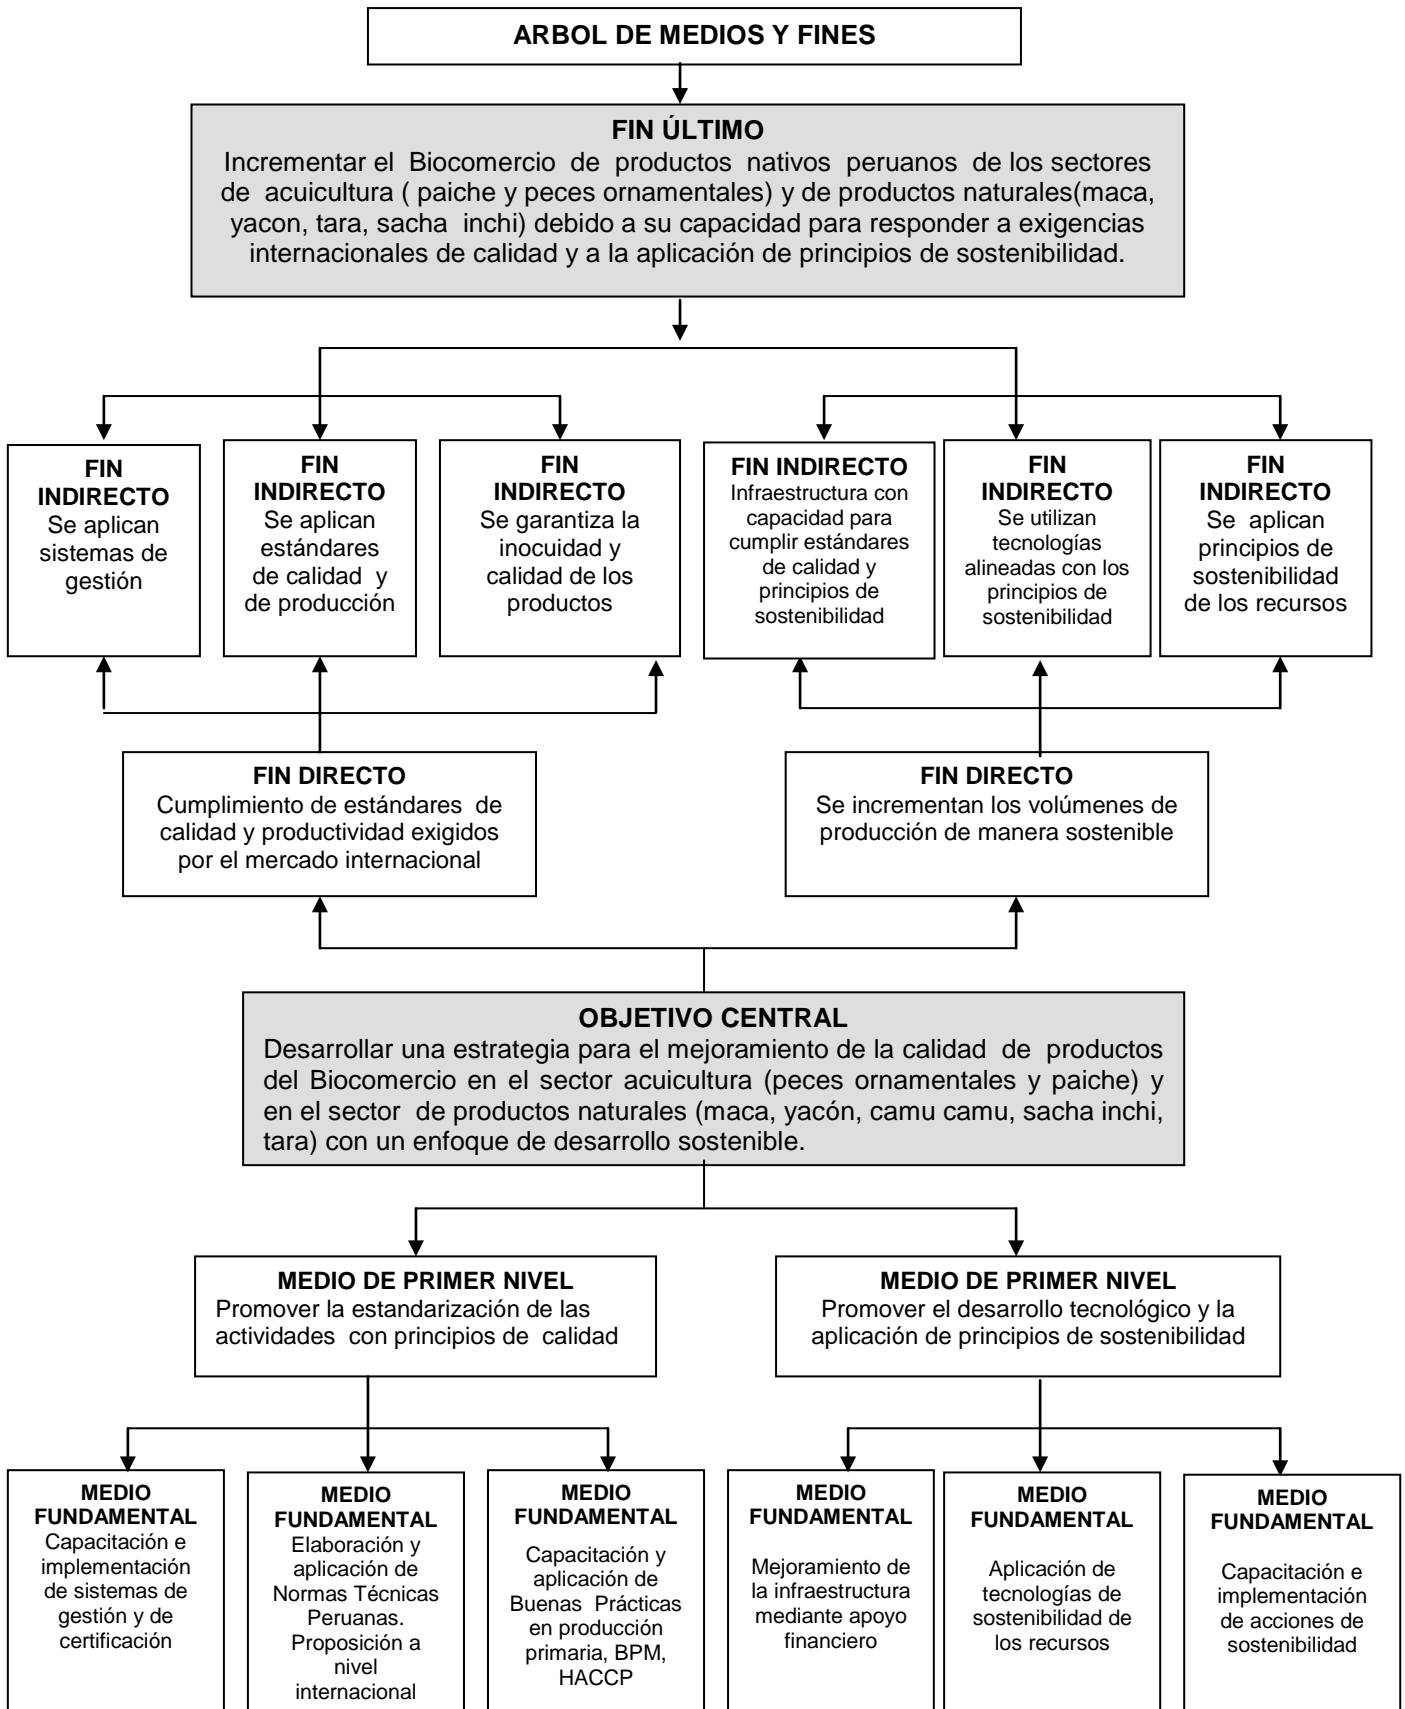 ARBOL DE MEDIOS Y FINES
FIN ÚLTIMO
Incrementar el Biocomercio de productos nativos peruanos de los sectores
de acuicultura ( paiche y peces ornamentales) y de productos naturales(maca,
yacon, tara, sacha inchi) debido a su capacidad para responder a exigencias
internacionales de calidad y a la aplicación de principios de sostenibilidad.
FIN
INDIRECTO
Se aplican
sistemas de
gestión
FIN
INDIRECTO
Se aplican
estándares
de calidad y
de producción
FIN
INDIRECTO
Se garantiza la
inocuidad y
calidad de los
productos
FIN INDIRECTO
Infraestructura con
capacidad para
cumplir estándares
de calidad y
principios de
sostenibilidad
FIN
INDIRECTO
Se utilizan
tecnologías
alineadas con los
principios de
sostenibilidad
FIN
INDIRECTO
Se aplican
principios de
sostenibilidad
de los recursos
FIN DIRECTO
Cumplimiento de estándares de
calidad y productividad exigidos
por el mercado internacional
FIN DIRECTO
Se incrementan los volúmenes de
producción de manera sostenible
OBJETIVO CENTRAL
Desarrollar una estrategia para el mejoramiento de la calidad de productos
del Biocomercio en el sector acuicultura (peces ornamentales y paiche) y
en el sector de productos naturales (maca, yacón, camu camu, sacha inchi,
tara) con un enfoque de desarrollo sostenible.
MEDIO DE PRIMER NIVEL
Promover la estandarización de las
actividades con principios de calidad
MEDIO DE PRIMER NIVEL
Promover el desarrollo tecnológico y la
aplicación de principios de sostenibilidad
MEDIO
FUNDAMENTAL
Capacitación e
implementación
de sistemas de
gestión y de
certificación
MEDIO
FUNDAMENTAL
Elaboración y
aplicación de
Normas Técnicas
Peruanas.
Proposición a
nivel
internacional
MEDIO
FUNDAMENTAL
Capacitación y
aplicación de
Buenas Prácticas
en producción
primaria, BPM,
HACCP
MEDIO
FUNDAMENTAL
Mejoramiento de
la infraestructura
mediante apoyo
financiero
MEDIO
FUNDAMENTAL
Aplicación de
tecnologías de
sostenibilidad de
los recursos
MEDIO
FUNDAMENTAL
Capacitación e
implementación
de acciones de
sostenibilidad